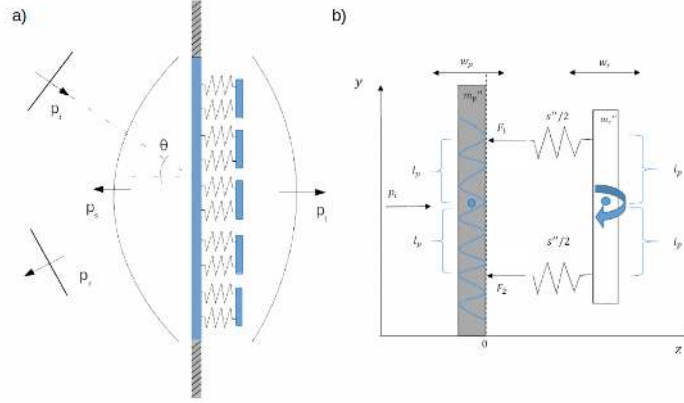 a)
p_i
θ
p_s
p_r
p_t
b)
w_p
w_r
y
m_p''
m_r''
s''/2
F_1
l_p
l_p
p_i
l_p
l_p
s''/2
F_2
0
z